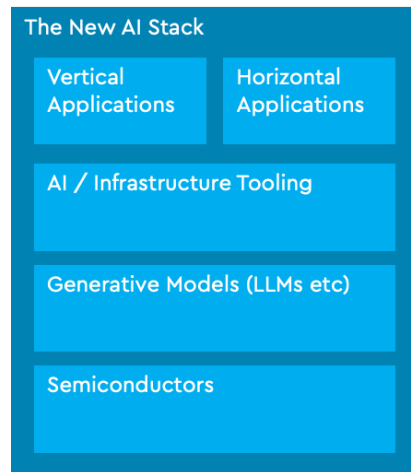 The New AI Stack
Vertical
Applications
Horizontal
Applications
AI / Infrastructure Tooling
Generative Models (LLMs etc)
Semiconductors